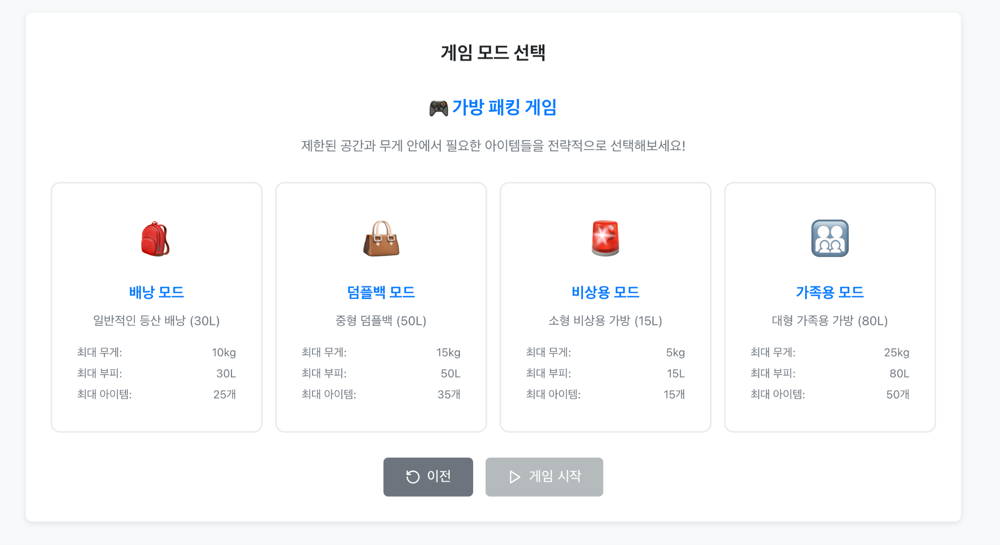 게임 모드 선택
가방 패킹 게임
제한된 공간과 무게 안에서 필요한 아이템들을 전략적으로 선택해보세요!
배낭 모드
일반적인 등산 배낭 (30L)
최대 무게: 10kg
최대 부피: 30L
최대 아이템: 25개
덤플백 모드
중형 덤플백 (50L)
최대 무게: 15kg
최대 부피: 50L
최대 아이템: 35개
비상용 모드
소형 비상용 가방 (15L)
최대 무게: 5kg
최대 부피: 15L
최대 아이템: 15개
가족용 모드
대형 가족용 가방 (80L)
최대 무게: 25kg
최대 부피: 80L
최대 아이템: 50개
이전
게임 시작